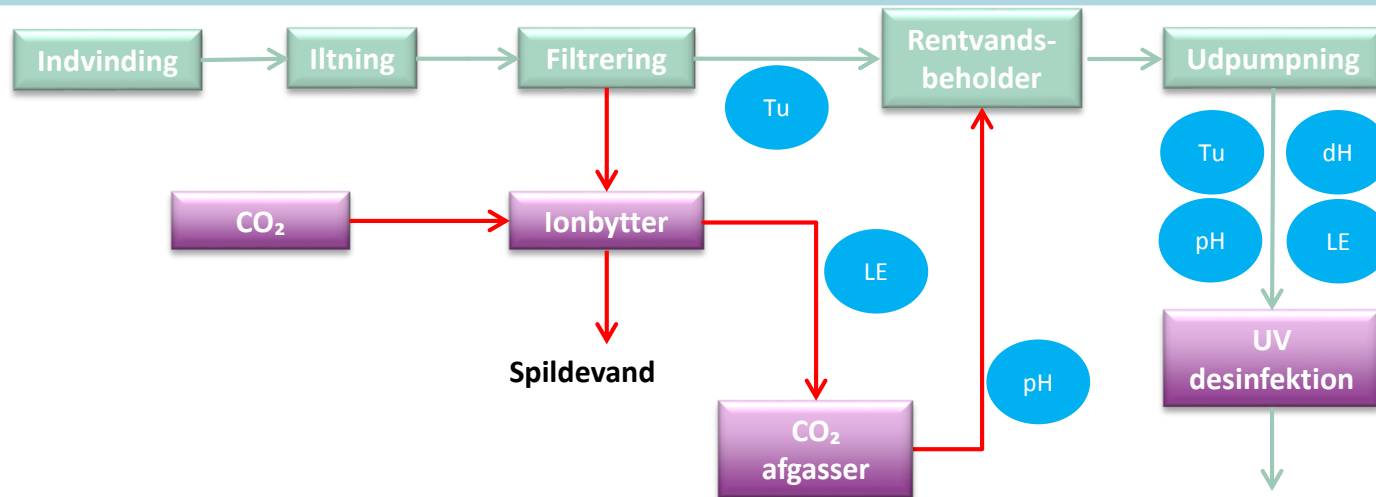 Indvinding
Iltning
Filtrering
Rentvands-
beholder
Udpumpning
Tu
Tu
dH
CO₂
Ionbytter
pH
LE
LE
Spildevand
pH
UV
desinfektion
CO₂
afgasser